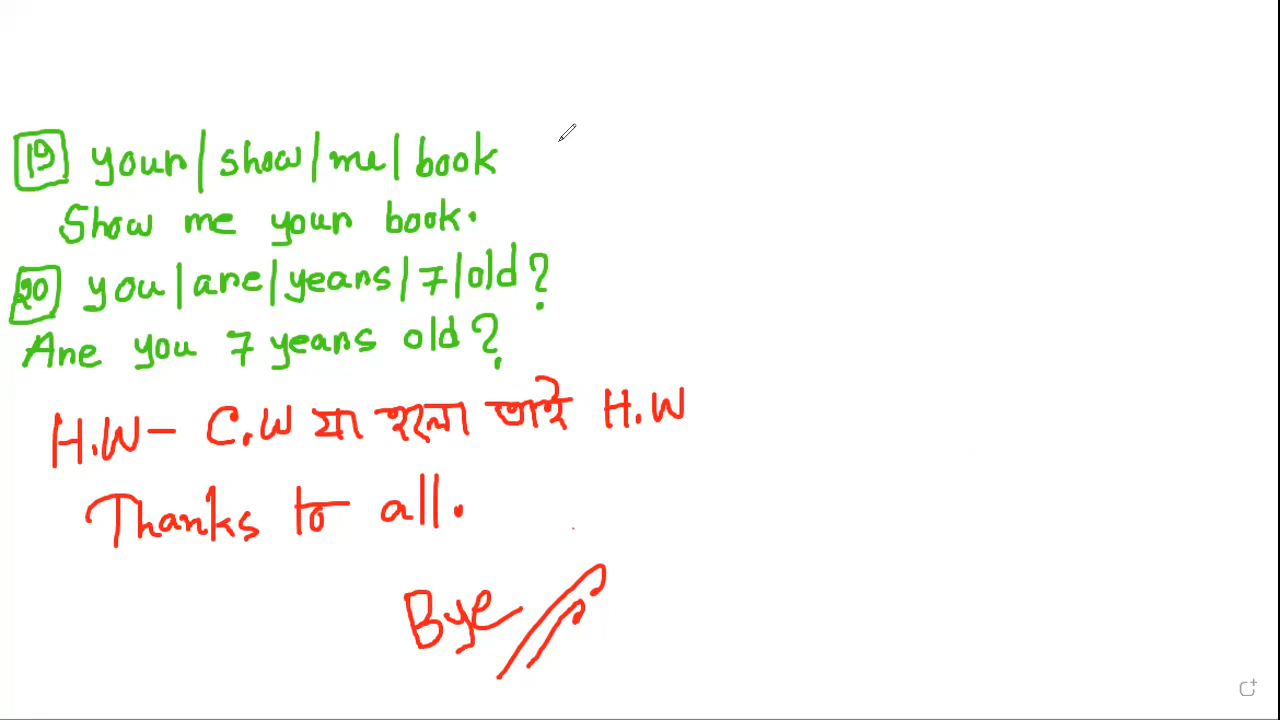 19 your/show/me/book
Show me your book.
20 you/are/years/7/old?
Are you 7 years old?
H.W- C.W যা হলো তাই H.W
Thanks to all.
Bye